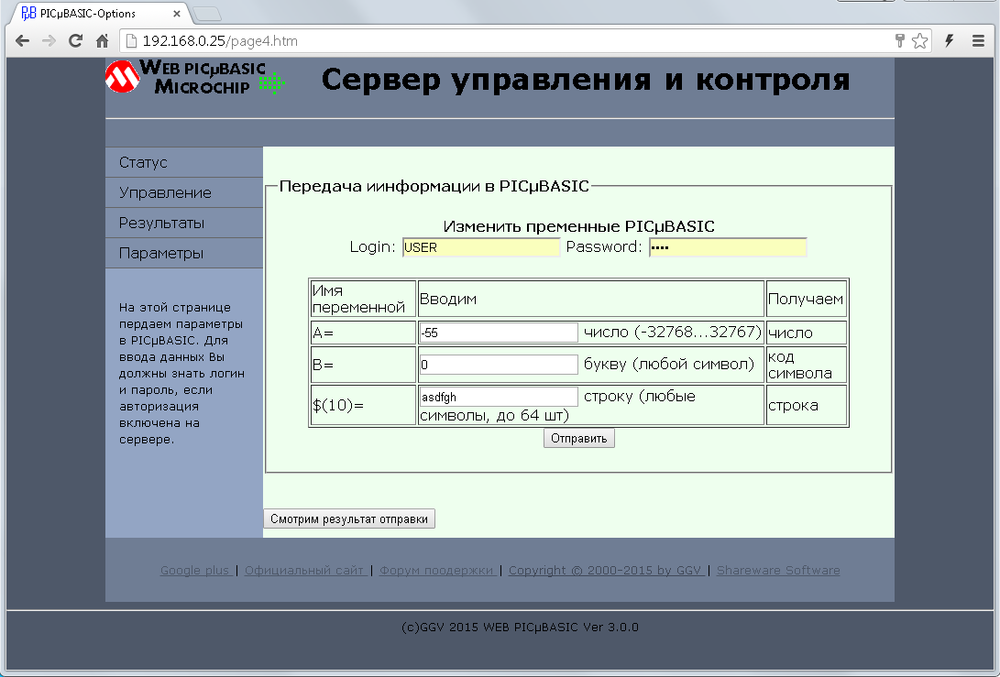 PICµBASIC-Options
192.168.0.25/page4.htm
WEB PICµBASIC
MICROCHIP
Сервер управления и контроля
Статус
Управление
Результаты
Параметры
На этой странице
пердаем параметры
в PICµBASIC. Для
ввода данных Вы
должны знать логин
и пароль, если
авторизация
включена на
сервере.
Передача иинформации в PICµBASIC
Изменить пременные PICµBASIC
Login: USER Password: ••••
Имя
переменной
Вводим
Получаем
A=
-55 число (-32768...32767)
число
B=
0 букву (любой символ)
код
символа
$(10)=
asdfgh строку (любые
символы, до 64 шт)
строка
Отправить
Смотрим результат отправки
Google plus | Официальный сайт | Форум поодержки | Copyright © 2000-2015 by GGV | Shareware Software
(c)GGV 2015 WEB PICµBASIC Ver 3.0.0